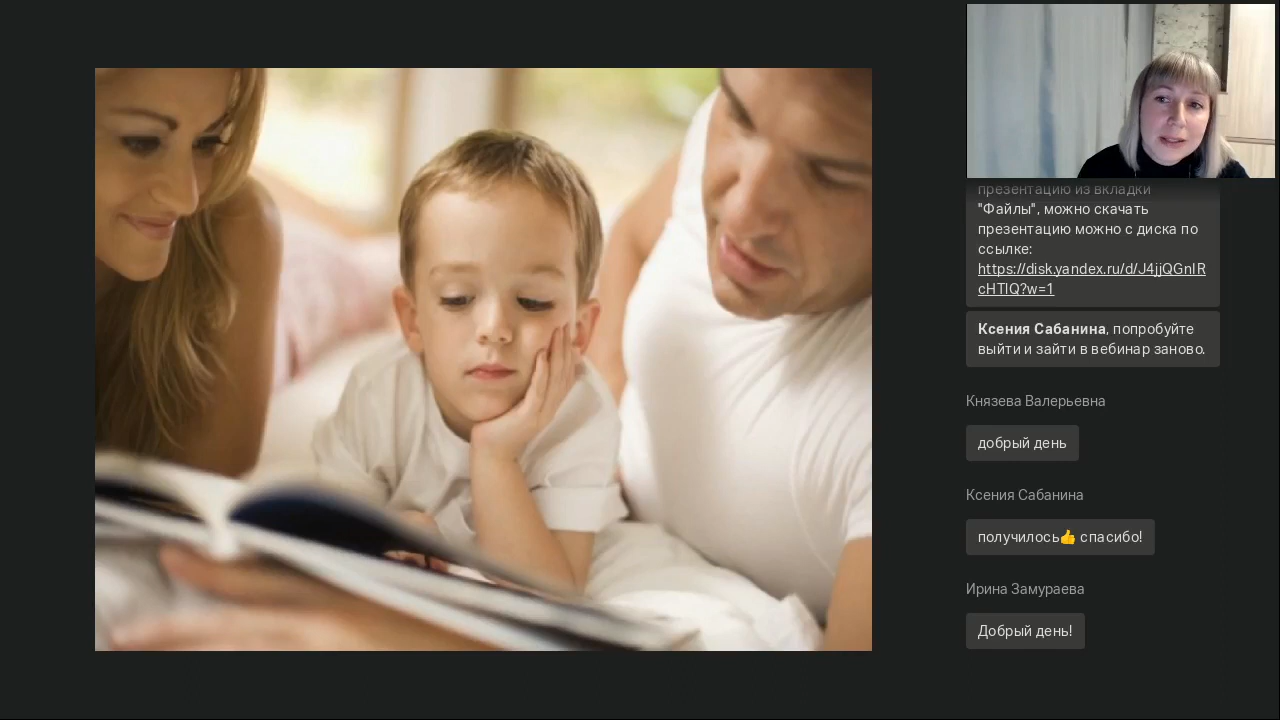 презентацию из вкладки
"Файлы", можно скачать
презентацию можно с диска по
ссылке:
https://disk.yandex.ru/d/J4jjQGnIR
cHTlQ?w=1
Ксения Сабанина, попробуйте
выйти и зайти в вебинар заново.
Князева Валерьевна
добрый день
Ксения Сабанина
получилось👍 спасибо!
Ирина Замураева
Добрый день!